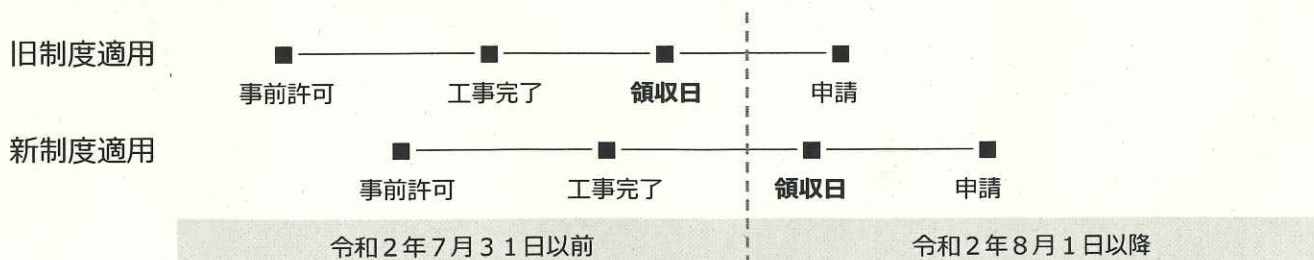 旧制度適用
事前許可 工事完了 領収日 申請
新制度適用
事前許可 工事完了 領収日 申請
令和2年7月31日以前 令和2年8月1日以降